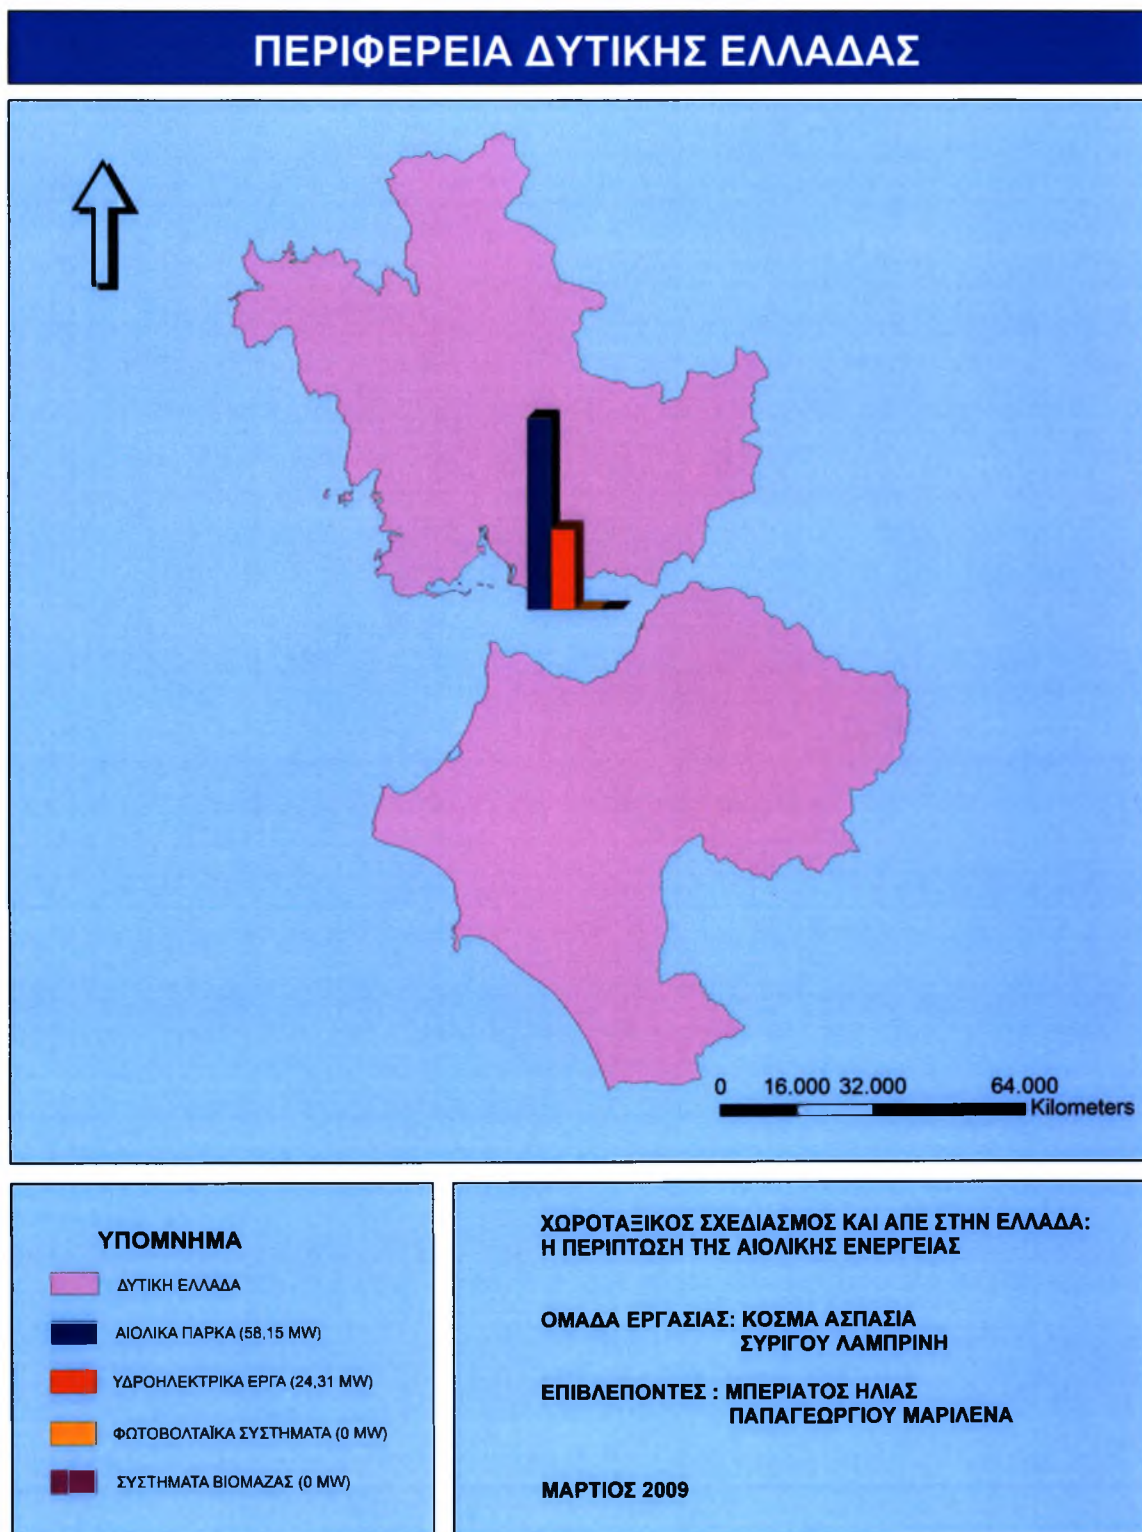 ΠΕΡΙΦΕΡΕΙΑ ΔΥΤΙΚΗΣ ΕΛΛΑΔΑΣ
0 16.000 32.000 64.000
Kilometers
ΥΠΟΜΝΗΜΑ
ΔΥΤΙΚΗ ΕΛΛΑΔΑ
ΑΙΟΛΙΚΑ ΠΑΡΚΑ (58,15 MW)
ΥΔΡΟΗΛΕΚΤΡΙΚΑ ΕΡΓΑ (24,31 MW)
ΦΩΤΟΒΟΛΤΑΪΚΑ ΣΥΣΤΗΜΑΤΑ (0 MW)
ΣΥΣΤΗΜΑΤΑ ΒΙΟΜΑΖΑΣ (0 MW)
ΧΩΡΟΤΑΞΙΚΟΣ ΣΧΕΔΙΑΣΜΟΣ ΚΑΙ ΑΠΕ ΣΤΗΝ ΕΛΛΑΔΑ:
Η ΠΕΡΙΠΤΩΣΗ ΤΗΣ ΑΙΟΛΙΚΗΣ ΕΝΕΡΓΕΙΑΣ
ΟΜΑΔΑ ΕΡΓΑΣΙΑΣ: ΚΟΣΜΑ ΑΣΠΑΣΙΑ
ΣΥΡΙΓΟΥ ΛΑΜΠΡΙΝΗ
ΕΠΙΒΛΕΠΟΝΤΕΣ : ΜΠΕΡΙΑΤΟΣ ΗΛΙΑΣ
ΠΑΠΑΓΕΩΡΓΙΟΥ ΜΑΡΙΛΕΝΑ
ΜΑΡΤΙΟΣ 2009